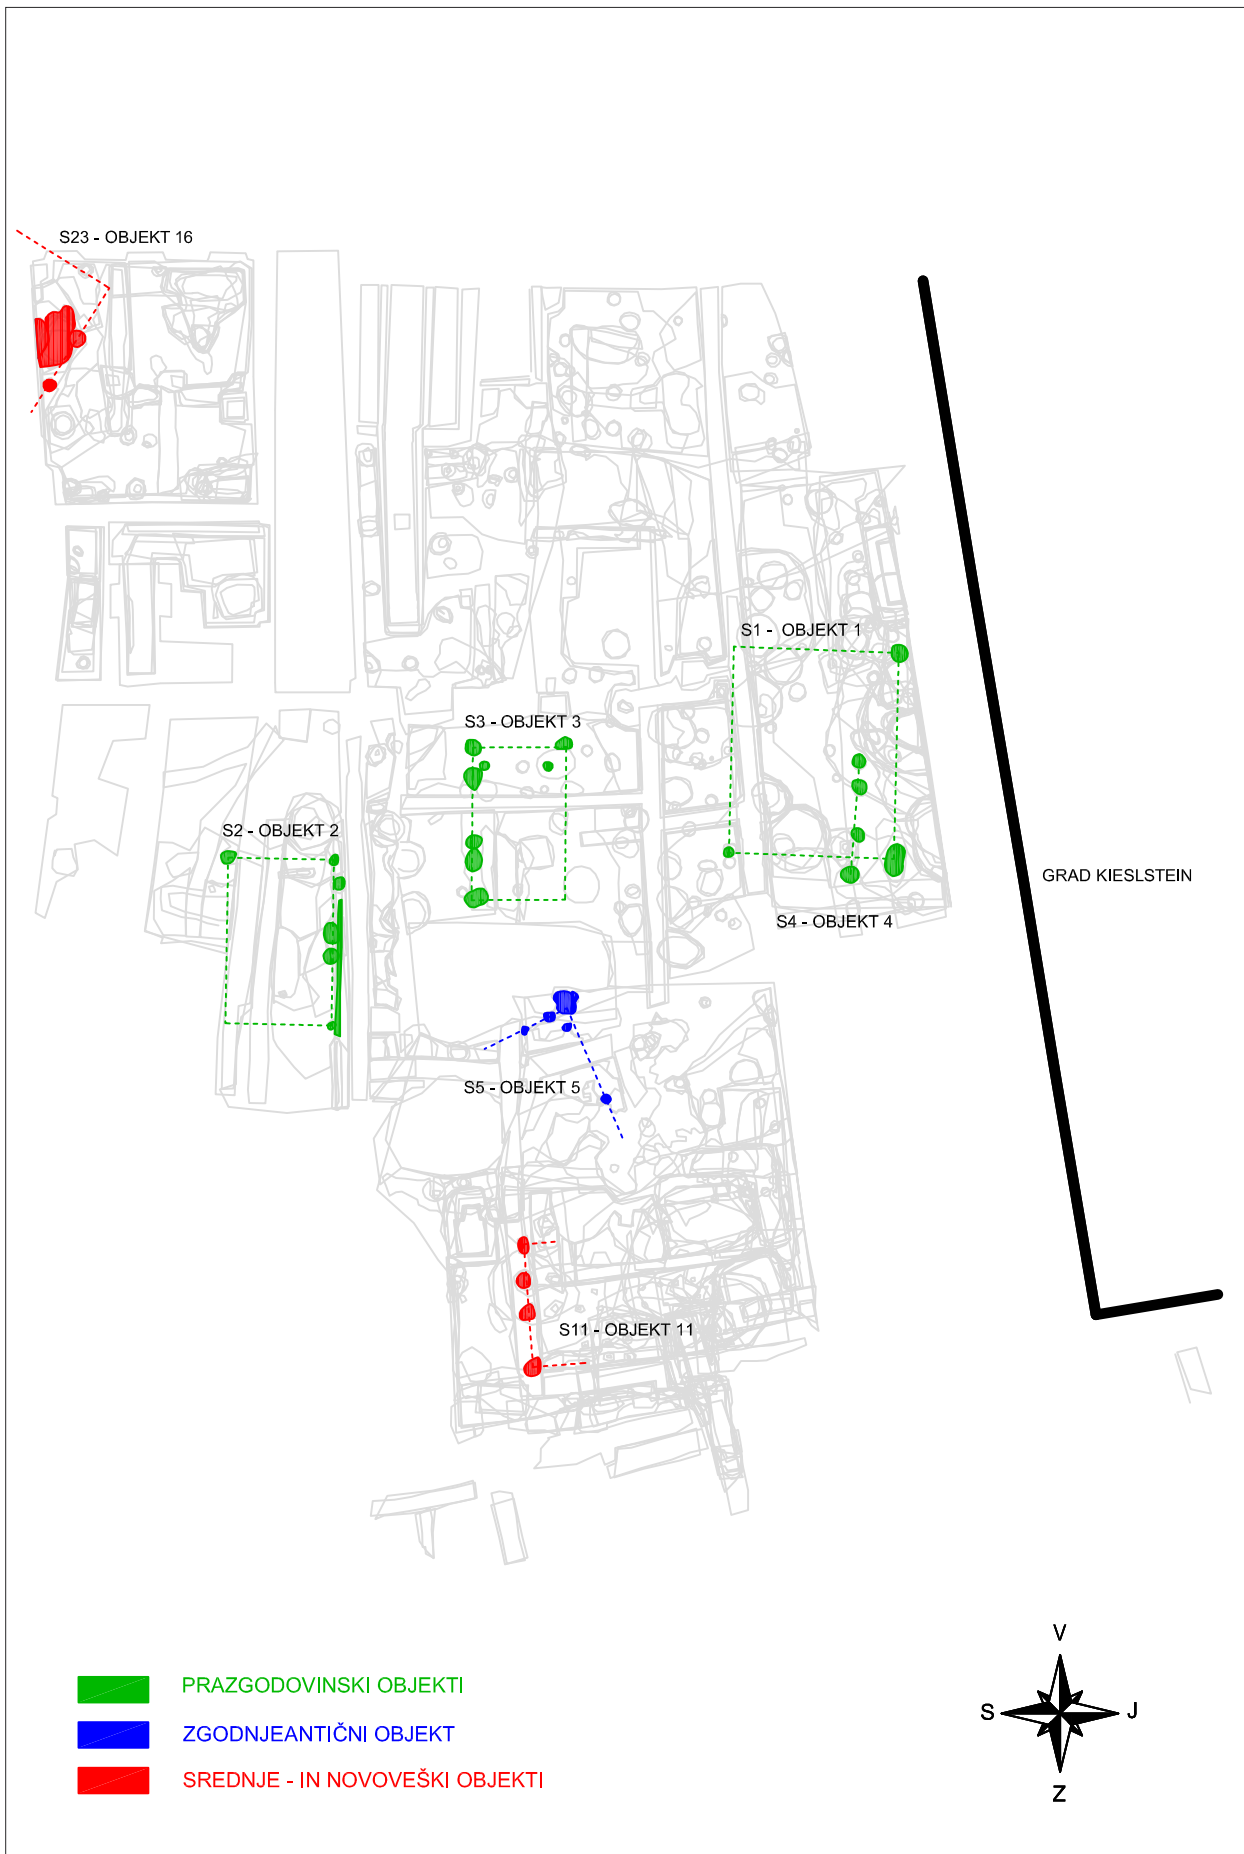 S23 - OBJEKT 16
S1 - OBJEKT 1
S3 - OBJEKT 3
S2 - OBJEKT 2
GRAD KIESLSTEIN
S4 - OBJEKT 4
S5 - OBJEKT 5
S11 - OBJEKT 11
PRAZGODOVINSKI OBJEKTI
ZGODNJEANTIČNI OBJEKT
SREDNJE - IN NOVOVEŠKI OBJEKTI
V
S
J
Z